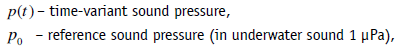 p(t) – time-variant sound pressure,
p₀ – reference sound pressure (in underwater sound 1 µPa),